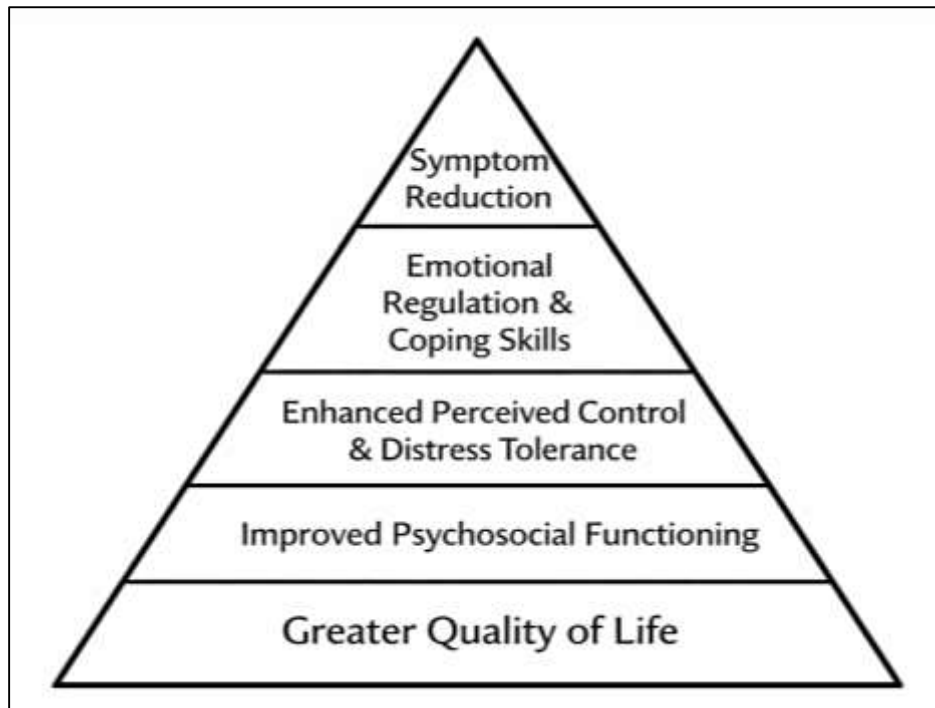 Symptom
Reduction
Emotional
Regulation &
Coping Skills
Enhanced Perceived Control
& Distress Tolerance
Improved Psychosocial Functioning
Greater Quality of Life